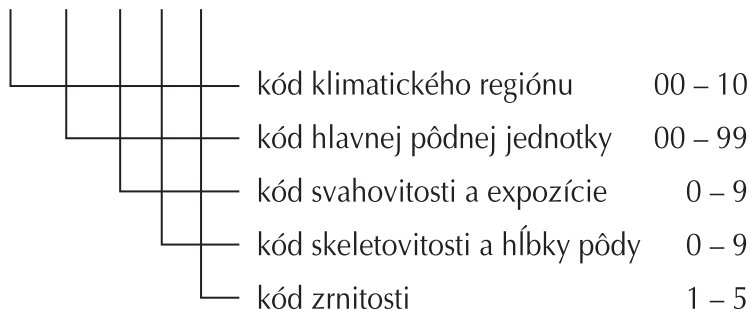 kód klimatického regiónu 00 – 10
kód hlavnej pôdnej jednotky 00 – 99
kód svahovitosti a expozície 0 – 9
kód skeletovitosti a hĺbky pôdy 0 – 9
kód zrnitosti 1 – 5